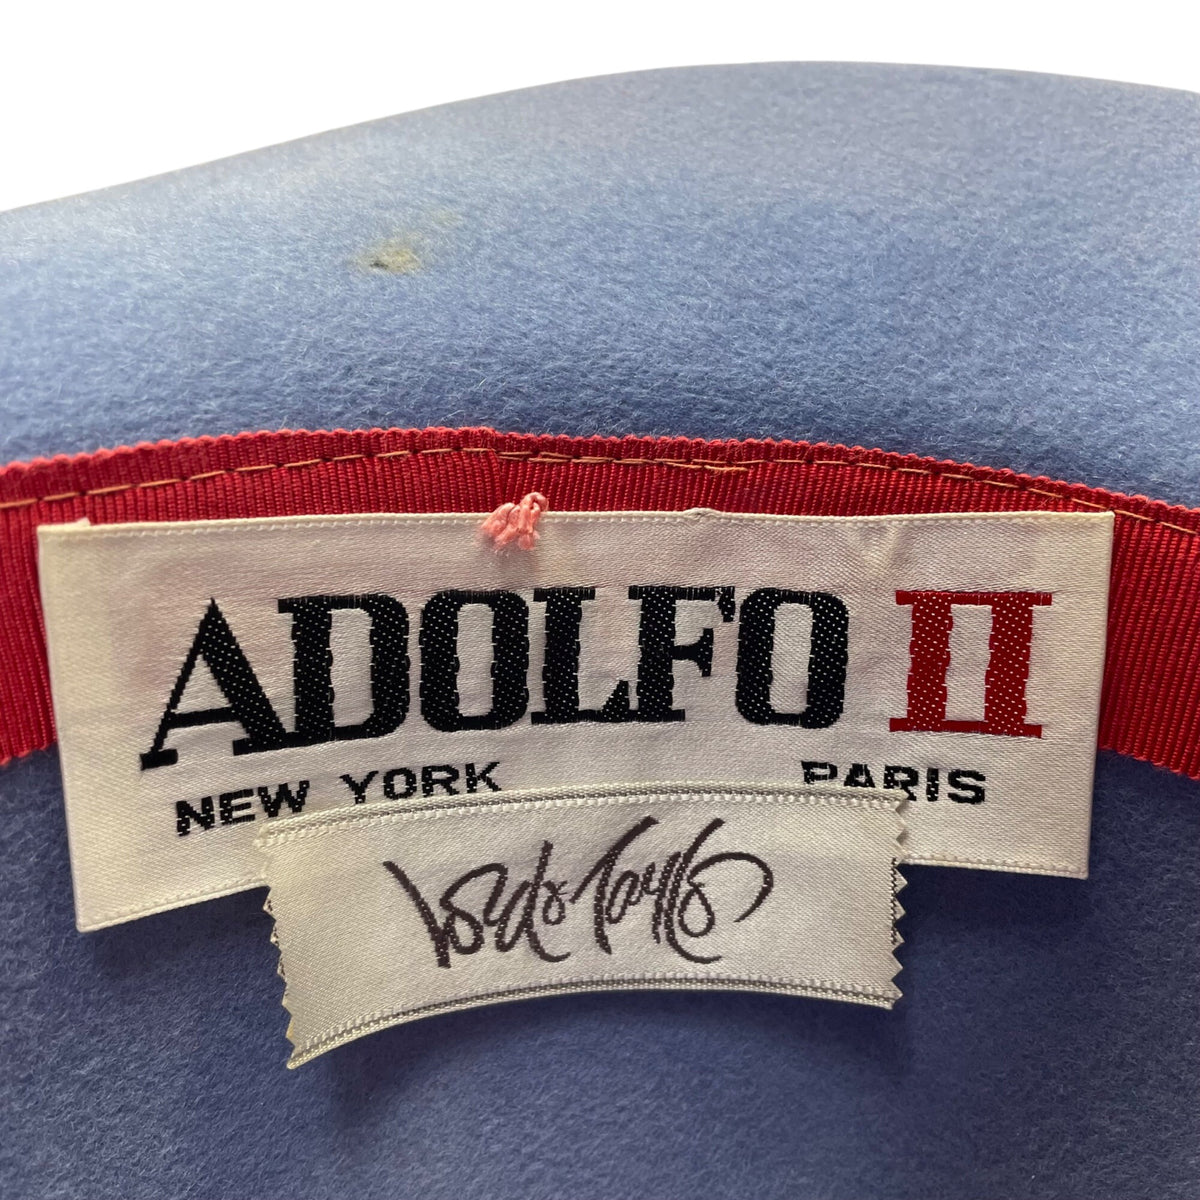 ADOLFO II
NEW YORK PARIS
Lord & Taylor